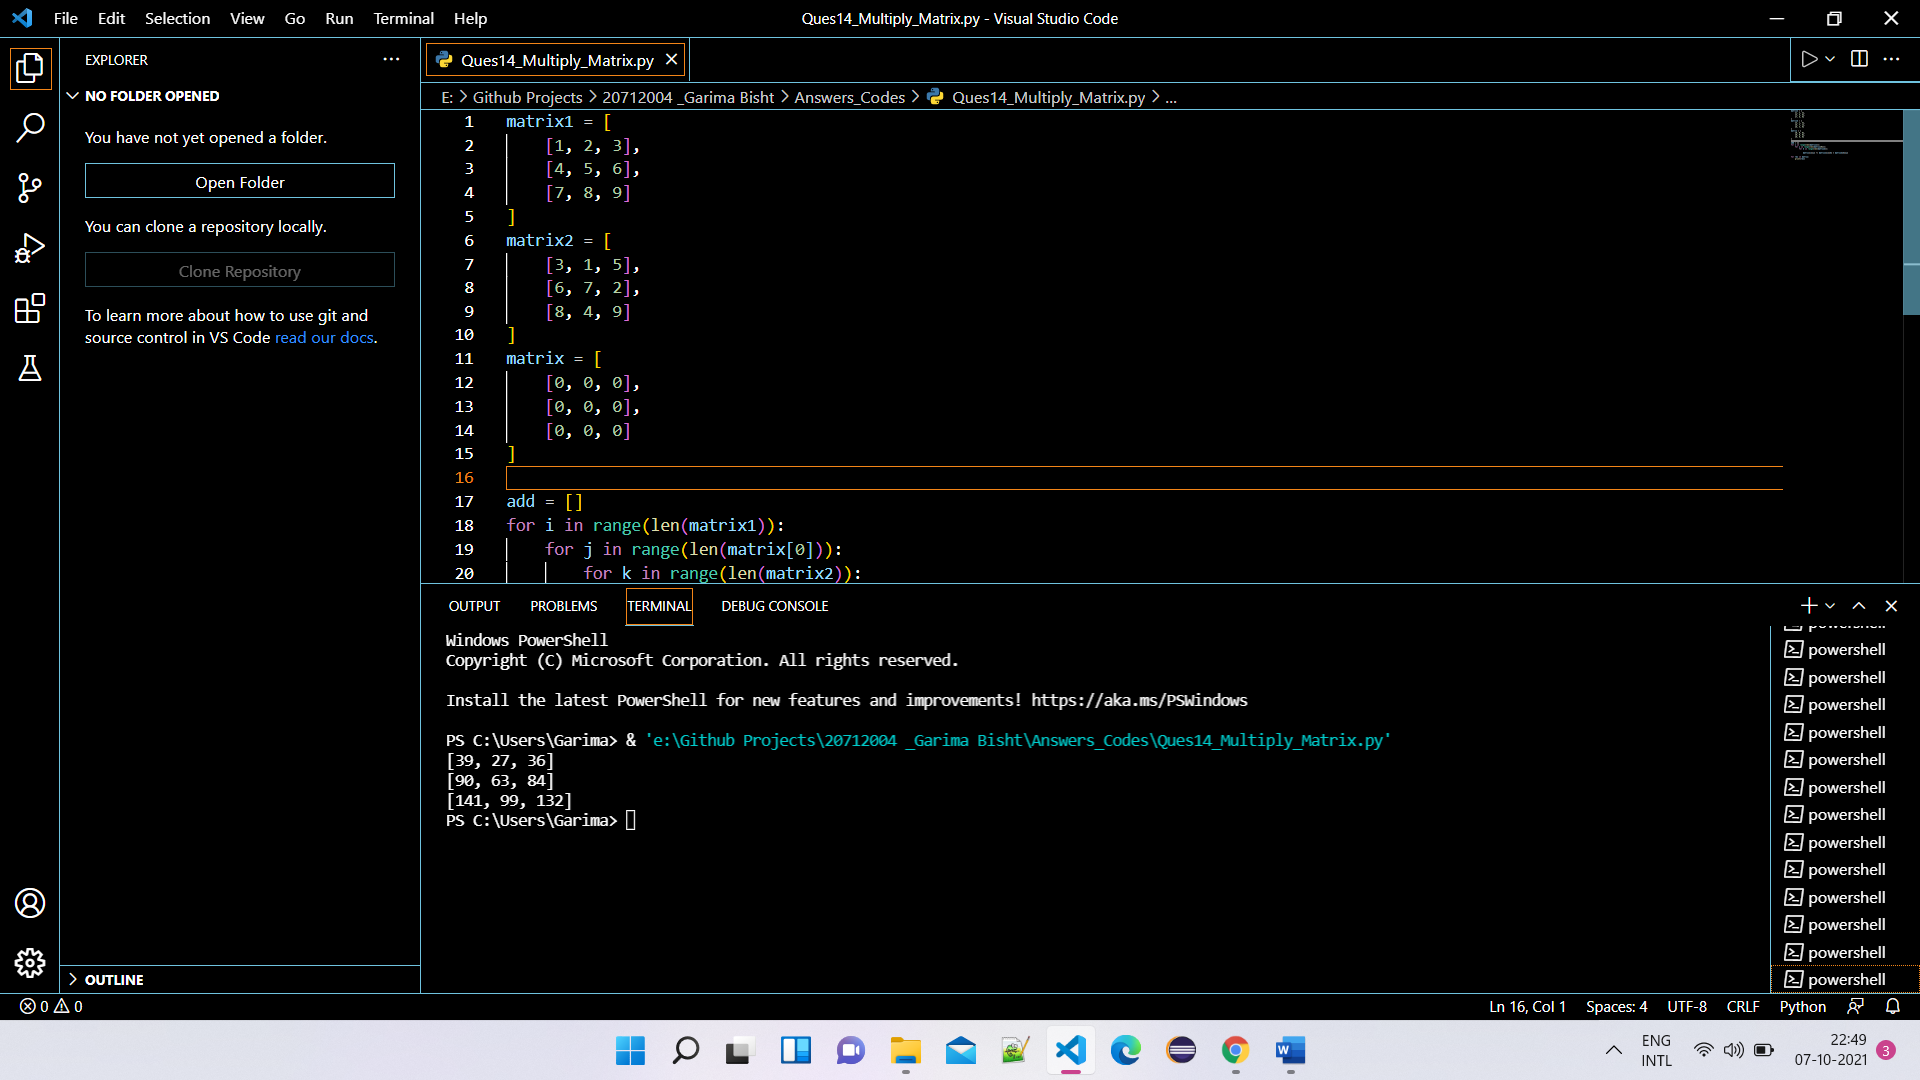 File Edit Selection View Go Run Terminal Help
Ques14_Multiply_Matrix.py - Visual Studio Code
EXPLORER
NO FOLDER OPENED
You have not yet opened a folder.
Open Folder
You can clone a repository locally.
Clone Repository
To learn more about how to use git and
source control in VS Code read our docs.
OUTLINE
Ques14_Multiply_Matrix.py
E: > Github Projects > 20712004 _Garima Bisht > Answers_Codes > Ques14_Multiply_Matrix.py > ...
1 matrix1 = [
2 [1, 2, 3],
3 [4, 5, 6],
4 [7, 8, 9]
5 ]
6 matrix2 = [
7 [3, 1, 5],
8 [6, 7, 2],
9 [8, 4, 9]
10 ]
11 matrix = [
12 [0, 0, 0],
13 [0, 0, 0],
14 [0, 0, 0]
15 ]
16
17 add = []
18 for i in range(len(matrix1)):
19 for j in range(len(matrix[0])):
20 for k in range(len(matrix2)):
OUTPUT PROBLEMS TERMINAL DEBUG CONSOLE
Windows PowerShell
Copyright (C) Microsoft Corporation. All rights reserved.
Install the latest PowerShell for new features and improvements! https://aka.ms/PSWindows
PS C:\Users\Garima> & 'e:\Github Projects\20712004 _Garima Bisht\Answers_Codes\Ques14_Multiply_Matrix.py'
[39, 27, 36]
[90, 63, 84]
[141, 99, 132]
PS C:\Users\Garima>
powershell
powershell
powershell
powershell
powershell
powershell
powershell
powershell
powershell
powershell
powershell
powershell
powershell
powershell
0 0
Ln 16, Col 1 Spaces: 4 UTF-8 CRLF Python
ENG
INTL
22:49
07-10-2021
3